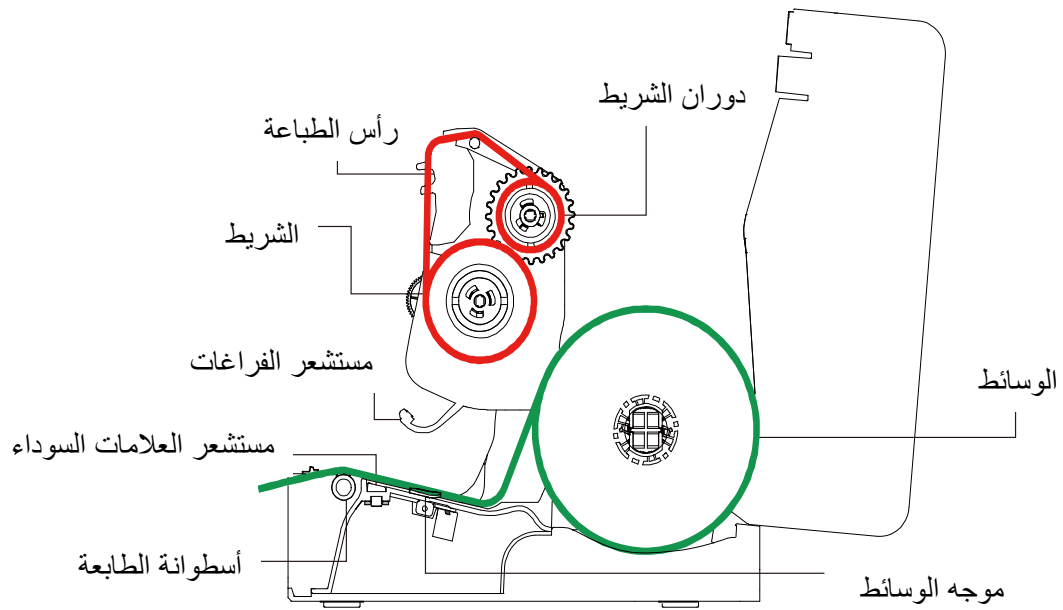 دوران الشريط
رأس الطباعة
الشريط
مستشعر الفراغات
الوسائط
مستشعر العلامات السوداء
أسطوانة الطابعة
موجه الوسائط